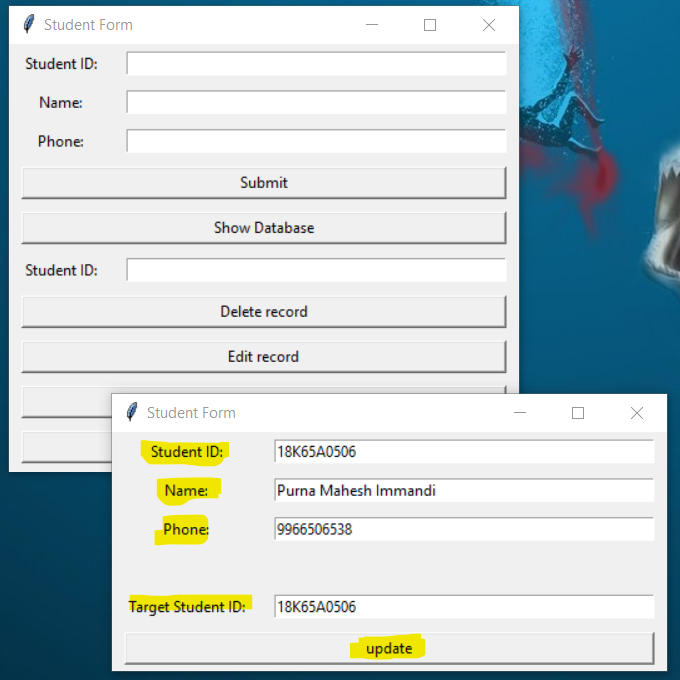 Student Form
Student ID:
Name:
Phone:
Submit
Show Database
Student ID:
Delete record
Edit record
Student Form
Student ID: 18K65A0506
Name: Purna Mahesh Immandi
Phone: 9966506538
Target Student ID: 18K65A0506
update